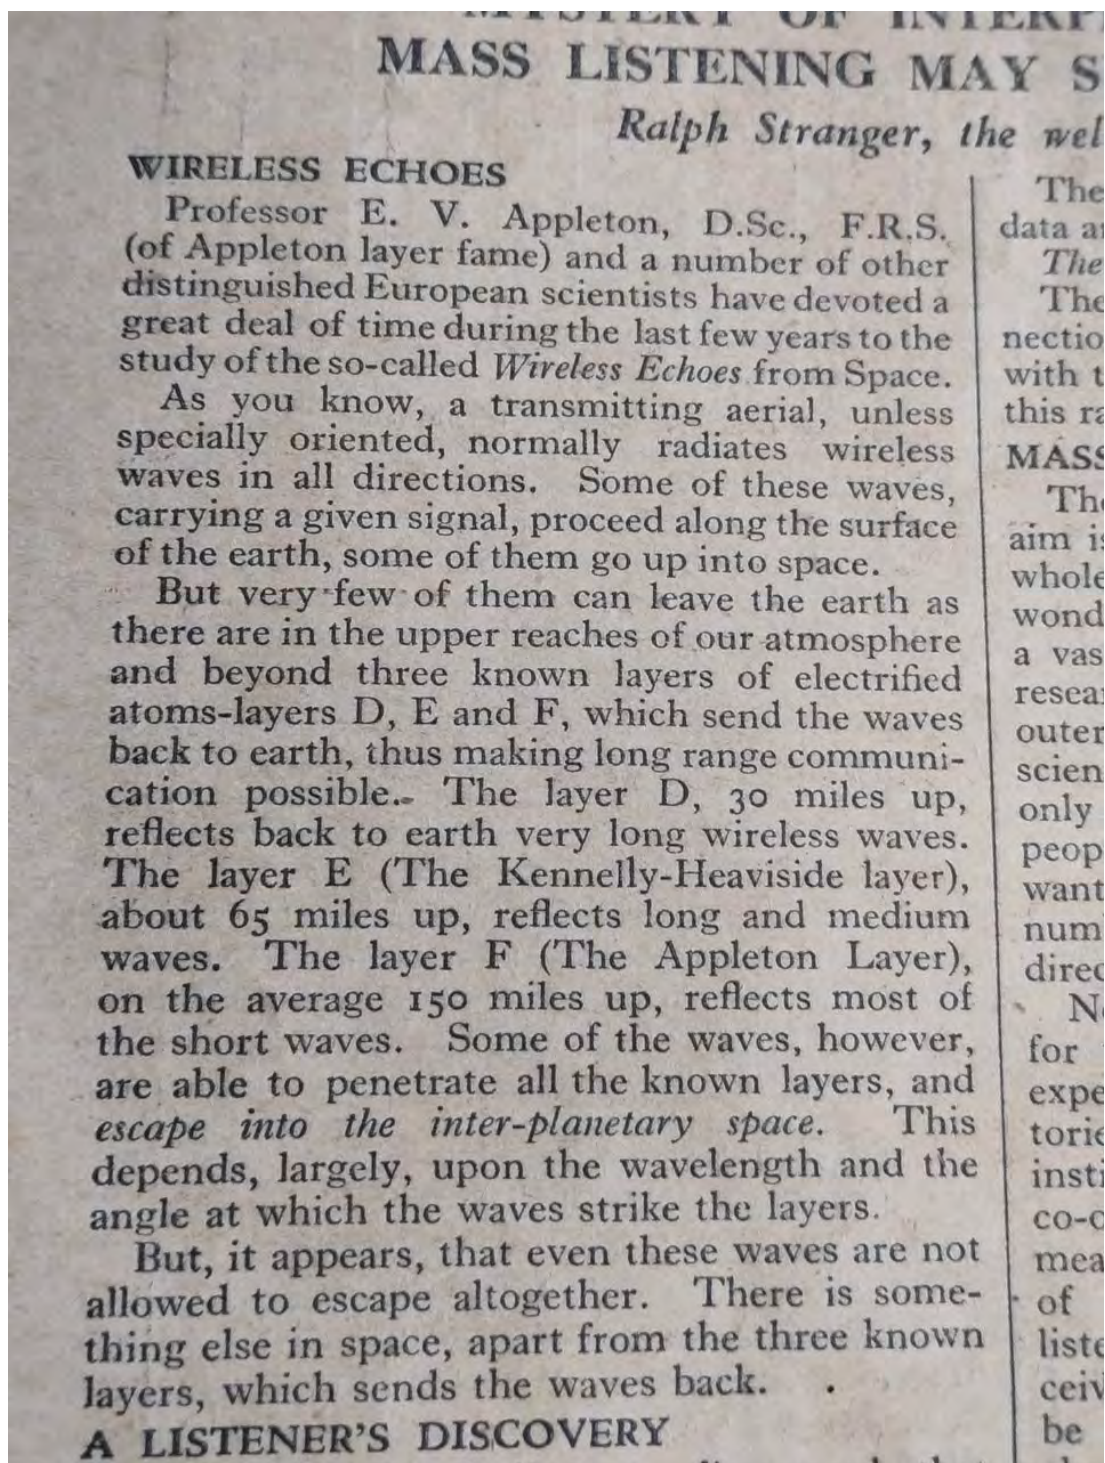 MYSTERY OF
MASS LISTENING MAY
Ralph Stranger, the
WIRELESS ECHOES
Professor E. V. Appleton, D.Sc., F.R.S.
(of Appleton layer fame) and a number of other
distinguished European scientists have devoted a
great deal of time during the last few years to the
study of the so-called Wireless Echoes from Space.
As you know, a transmitting aerial, unless
specially oriented, normally radiates wireless
waves in all directions. Some of these waves,
carrying a given signal, proceed along the surface
of the earth, some of them go up into space.
But very few of them can leave the earth as
there are in the upper reaches of our atmosphere
and beyond three known layers of electrified
atoms-layers D, E and F, which send the waves
back to earth, thus making long range communi-
cation possible. The layer D, 30 miles up,
reflects back to earth very long wireless waves.
The layer E (The Kennelly-Heaviside layer),
about 65 miles up, reflects long and medium
waves. The layer F (The Appleton Layer),
on the average 150 miles up, reflects most of
the short waves. Some of the waves, however,
are able to penetrate all the known layers, and
escape into the inter-planetary space. This
depends, largely, upon the wavelength and the
angle at which the waves strike the layers.
But, it appears, that even these waves are not
allowed to escape altogether. There is some-
thing else in space, apart from the three known
layers, which sends the waves back.
A LISTENER'S DISCOVERY
The
data
The
The
nectio
with t
this ra
MASS
The
aim is
whole
wond
a vas
resear
outer
scien
only
peop
want
num
direc
No
for
expe
torie
insti
co-o
mea
of
liste
ceiv
be